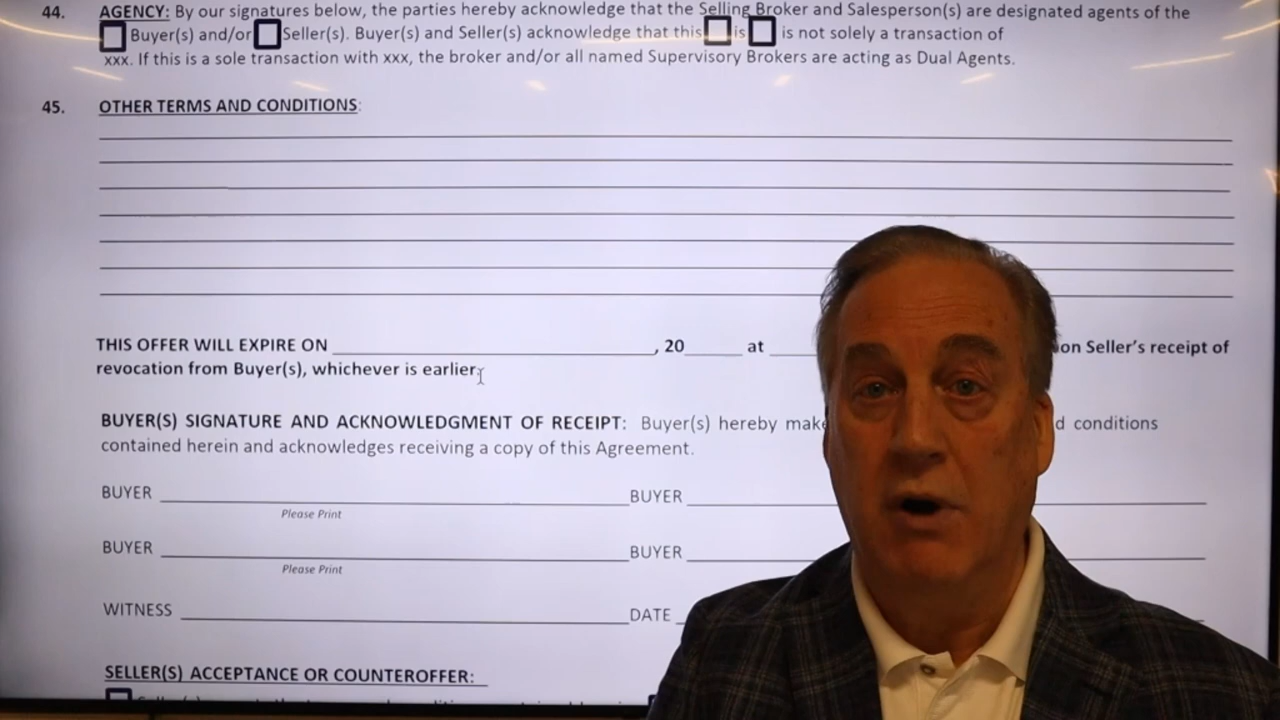 44. AGENCY: By our signatures below, the parties hereby acknowledge that the Selling Broker and Salesperson(s) are designated agents of the
Buyer(s) and/or Seller(s). Buyer(s) and Seller(s) acknowledge that this is is not solely a transaction of
xxx. If this is a sole transaction with xxx, the broker and/or all named Supervisory Brokers are acting as Dual Agents.
45. OTHER TERMS AND CONDITIONS:
THIS OFFER WILL EXPIRE ON , 20 at on Seller's receipt of
revocation from Buyer(s), whichever is earlier.
BUYER(S) SIGNATURE AND ACKNOWLEDGMENT OF RECEIPT: Buyer(s) hereby make conditions
contained herein and acknowledges receiving a copy of this Agreement.
BUYER BUYER
Please Print
BUYER BUYER
Please Print
WITNESS DATE
SELLER(S) ACCEPTANCE OR COUNTEROFFER: